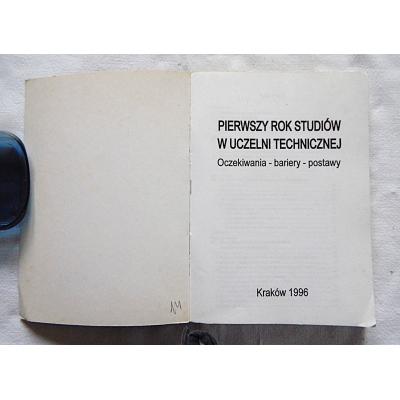 PIERWSZY ROK STUDIÓW
W UCZELNI TECHNICZNEJ
Oczekiwania - bariery - postawy
Kraków 1996